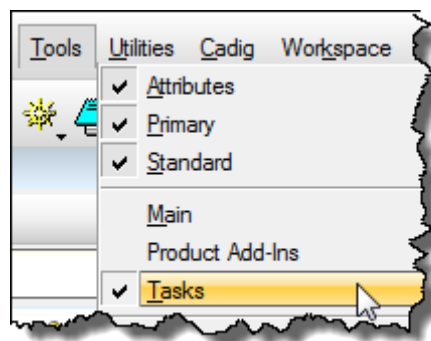 Tools Utilities Cadig Workspace
Attributes
Primary
Standard
Main
Product Add-Ins
Tasks